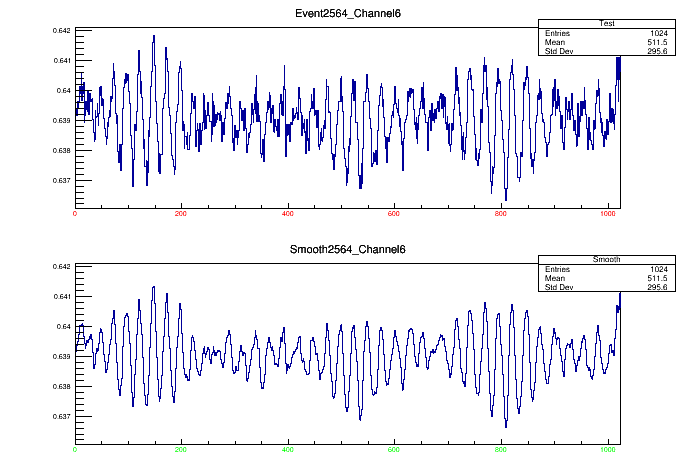 Event2564_Channel6
Test
Entries 1024
Mean 511.5
Std Dev 295.6
0.642
0.641
0.64
0.639
0.638
0.637
0 200 400 600 800 1000
Smooth2564_Channel6
Smooth
Entries 1024
Mean 511.5
Std Dev 295.6
0.642
0.641
0.64
0.639
0.638
0.637
0 200 400 600 800 1000